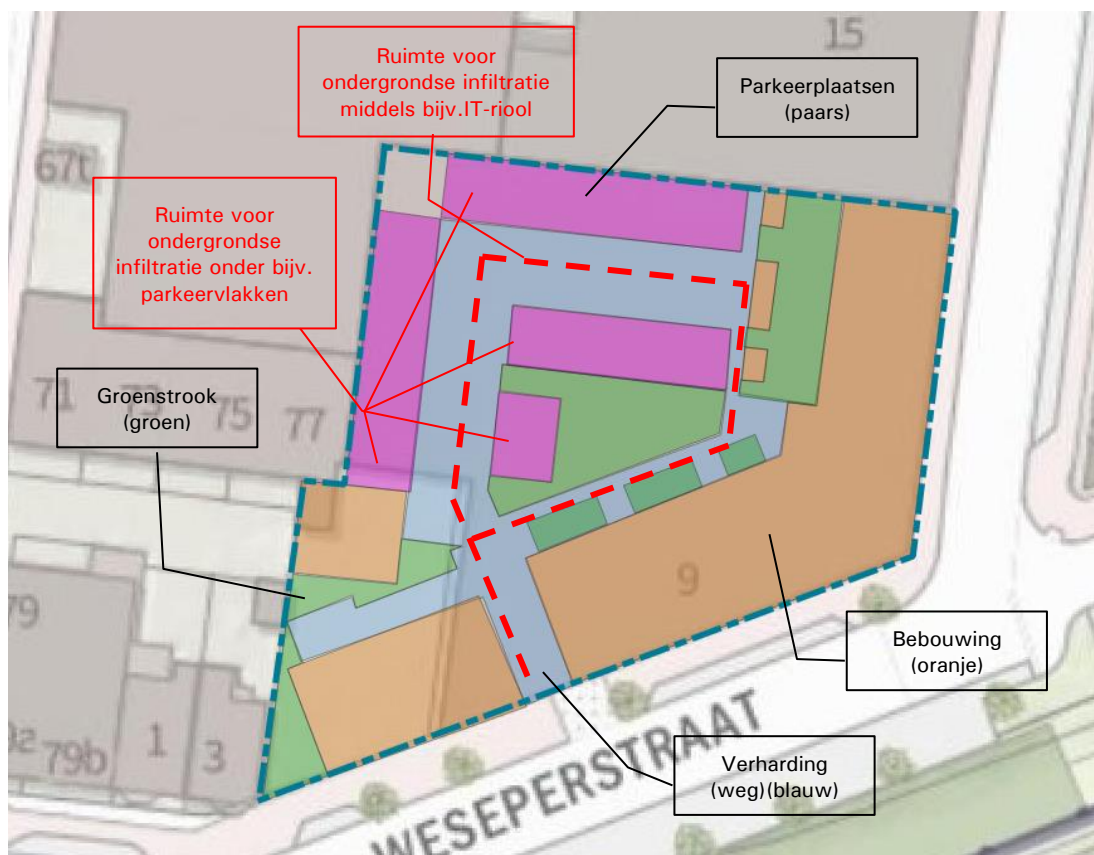 15
Ruimte voor
ondergrondse infiltratie
middels bijv.IT-riool
Parkeerplaatsen
(paars)
67t
Ruimte voor
ondergrondse
infiltratie onder bijv.
parkeervlakken
71
73
75
77
Groenstrook
(groen)
9
79
Bebouwing
(oranje)
79b
1
3
WESEPERSTRAAT
Verharding
(weg)(blauw)